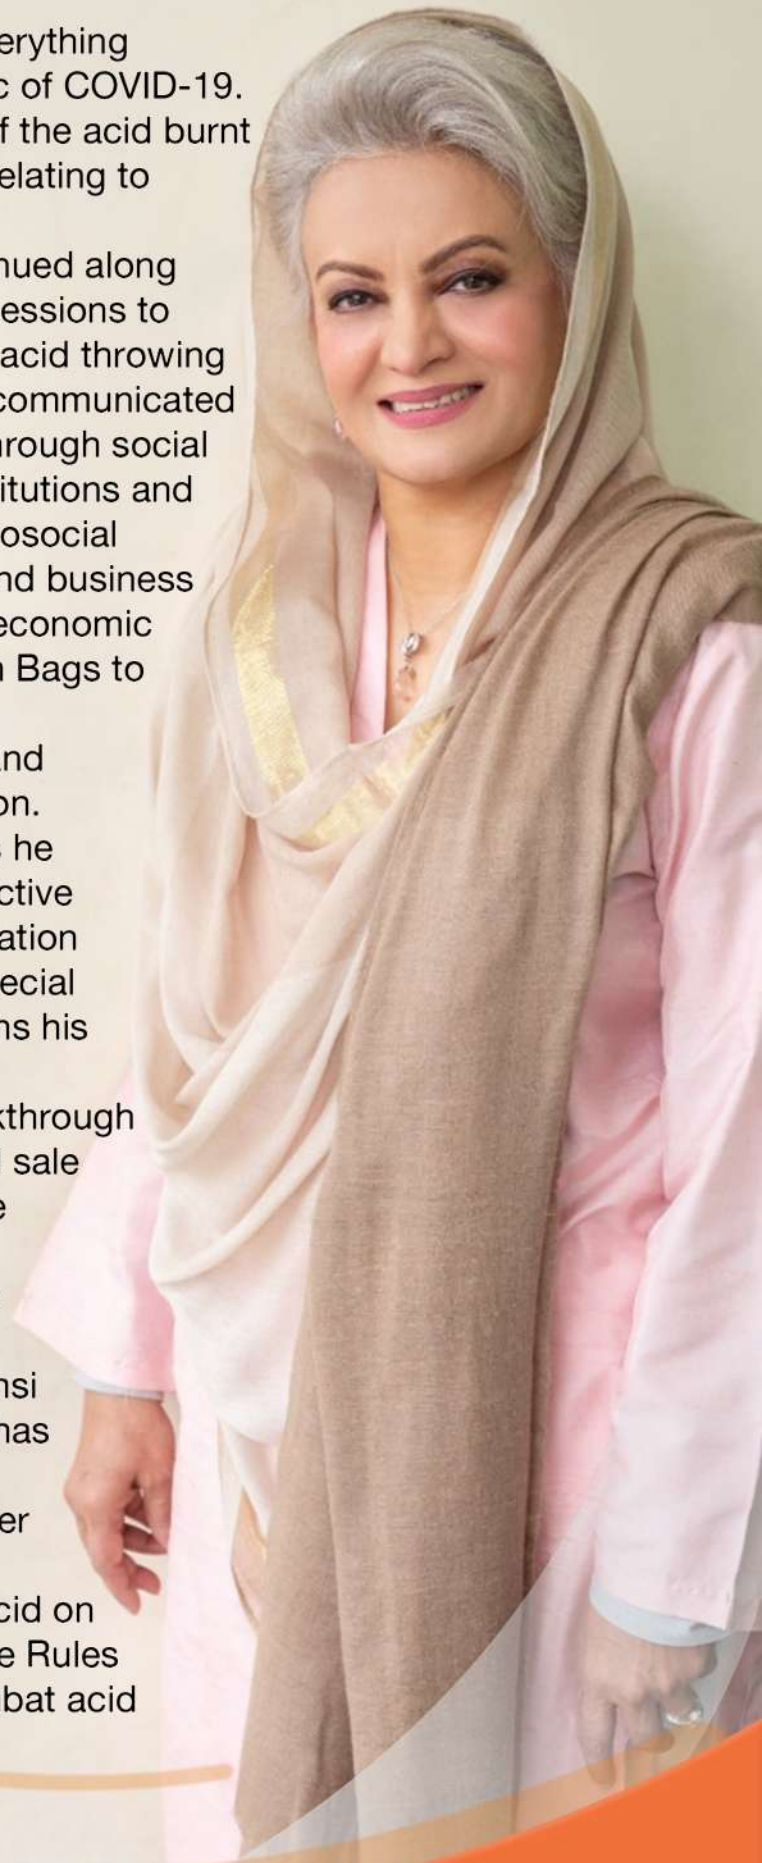 erything
c of COVID-19.
f the acid burnt
elating to
nued along
essions to
acid throwing
communicated
rough social
itutions and
osocial
nd business
economic
n Bags to
nd
on.
s he
ctive
ation
ecial
ns his
kthrough
l sale
e
nsi
has
er
cid on
e Rules
bat acid